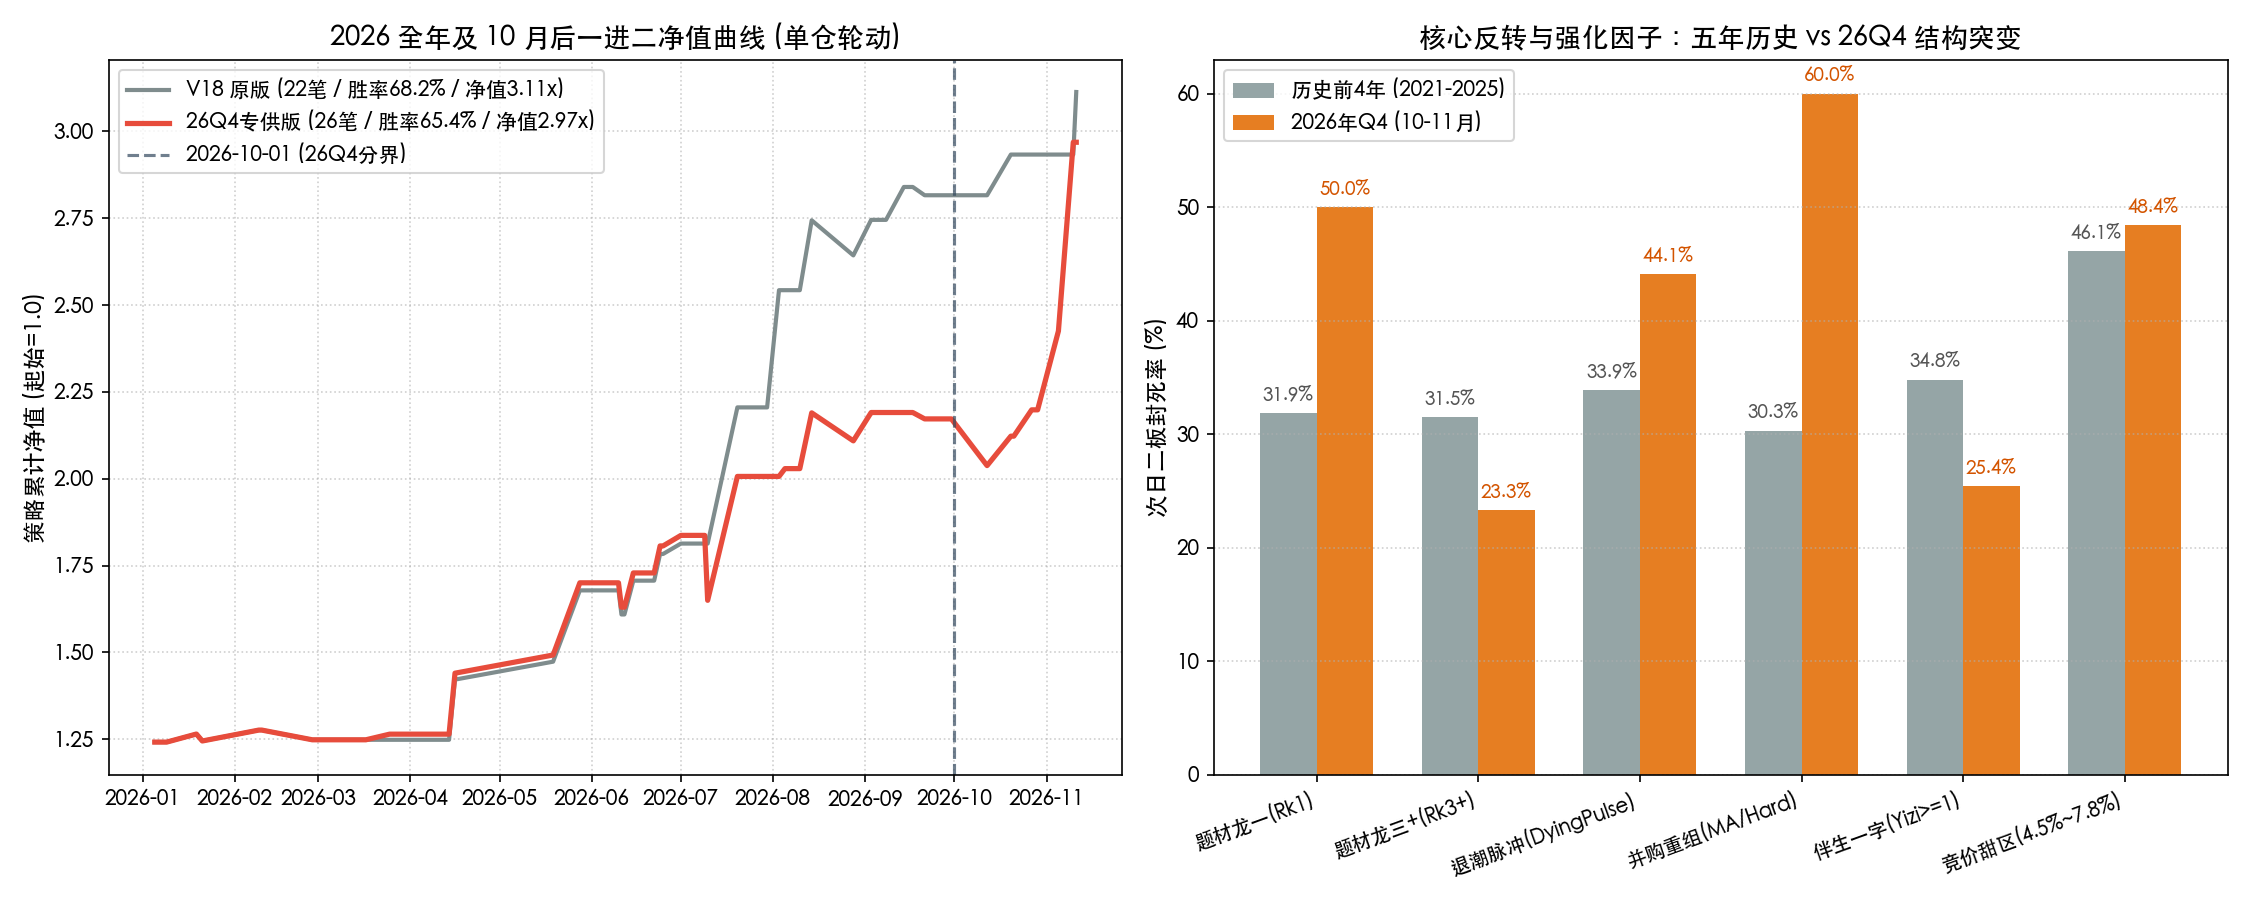 2026 全年及 10 月后一进二净值曲线 (单仓轮动)
V18 原版 (22笔 / 胜率68.2% / 净值3.11x)
26Q4专供版 (26笔 / 胜率65.4% / 净值2.97x)
2026-10-01 (26Q4分界)
策略累计净值 (起始=1.0)
3.00
2.75
2.50
2.25
2.00
1.75
1.50
1.25
2026-01
2026-02
2026-03
2026-04
2026-05
2026-06
2026-07
2026-08
2026-09
2026-10
2026-11
核心反转与强化因子：五年历史 vs 26Q4 结构突变
历史前4年 (2021-2025)
2026年Q4 (10-11月)
次日二板封死率 (%)
60
50
40
30
20
10
0
31.9%
50.0%
31.5%
23.3%
33.9%
44.1%
30.3%
60.0%
34.8%
25.4%
46.1%
48.4%
题材龙一(Rk1)
题材龙三+(Rk3+)
退潮脉冲(DyingPulse)
并购重组(MA/Hard)
伴生一字(Yizi>=1)
竞价甜区(4.5%~7.8%)